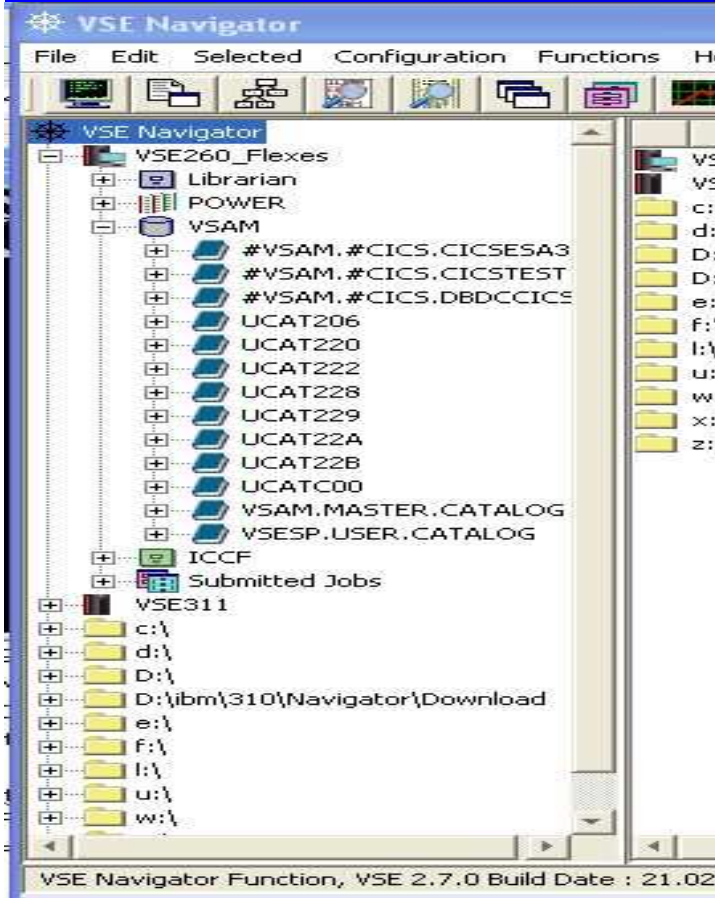 VSE Navigator
File Edit Selected Configuration Functions
VSE Navigator
VSE260_Flexes
Librarian
POWER
VSAM
#VSAM.#CICS.CICSESA3
#VSAM.#CICS.CICSTEST
#VSAM.#CICS.DBDCCICS
UCAT206
UCAT220
UCAT222
UCAT228
UCAT229
UCAT22A
UCAT22B
UCATC00
VSAM.MASTER.CATALOG
VSESP.USER.CATALOG
ICCF
Submitted Jobs
VSE311
c:\
d:\
D:\
D:\ibm\310\Navigator\Download
e:\
f:\
l:\
u:\
w:\
VS
VS
c:
d:
D:
D:
e:
f:\
l:\
u:
w
x:
z:
VSE Navigator Function, VSE 2.7.0 Build Date : 21.02